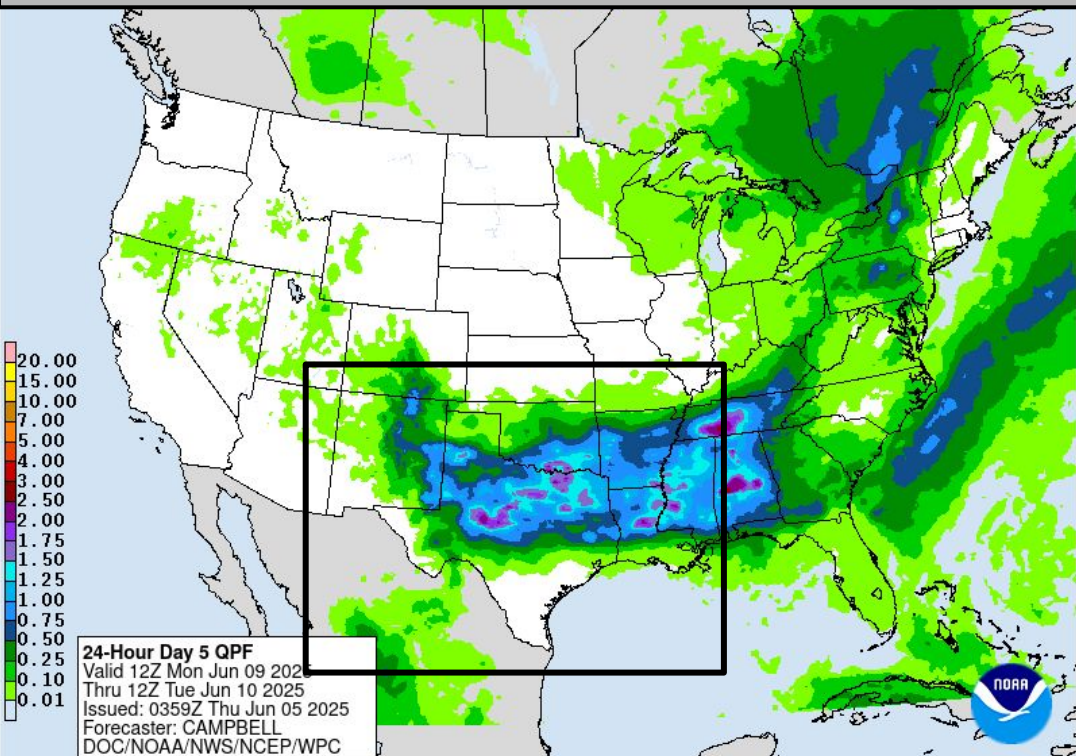 20.00
15.00
10.00
7.00
5.00
4.00
3.00
2.50
2.00
1.75
1.50
1.25
1.00
0.75
0.50
0.25
0.10
0.01
24-Hour Day 5 QPF
Valid 12Z Mon Jun 09 2025
Thru 12Z Tue Jun 10 2025
Issued: 0359Z Thu Jun 05 2025
Forecaster: CAMPBELL
DOC/NOAA/NWS/NCEP/WPC
NOAA